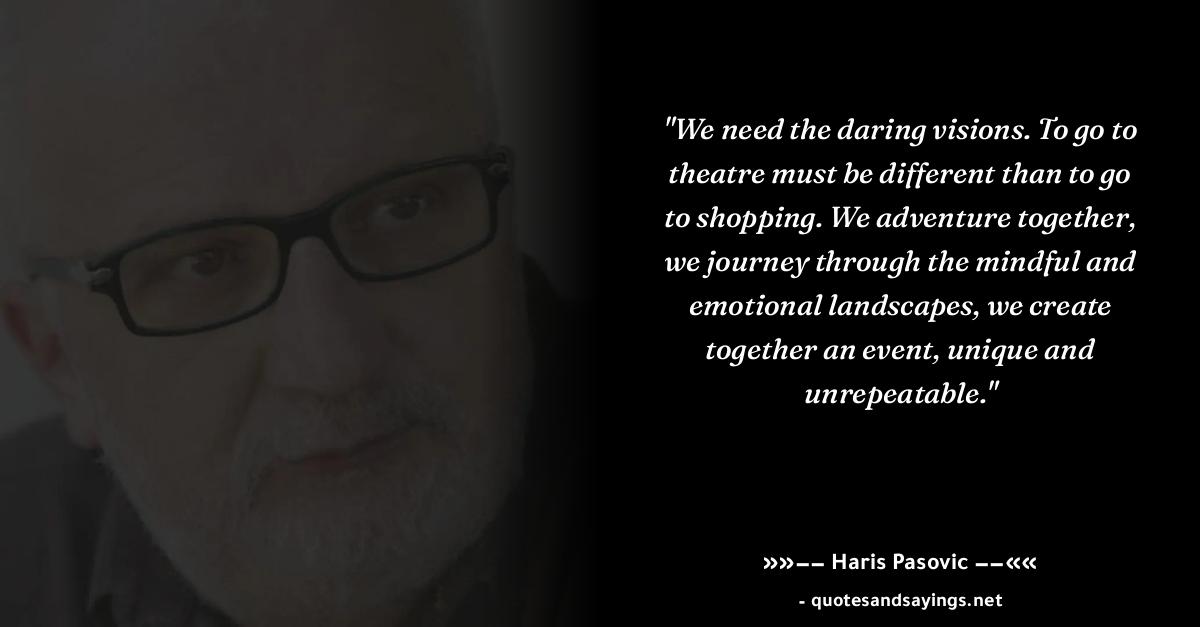 "We need the daring visions. To go to
theatre must be different than to go
to shopping. We adventure together,
we journey through the mindful and
emotional landscapes, we create
together an event, unique and
unrepeatable."
»»—— Haris Pasovic ——««
- quotesandsayings.net